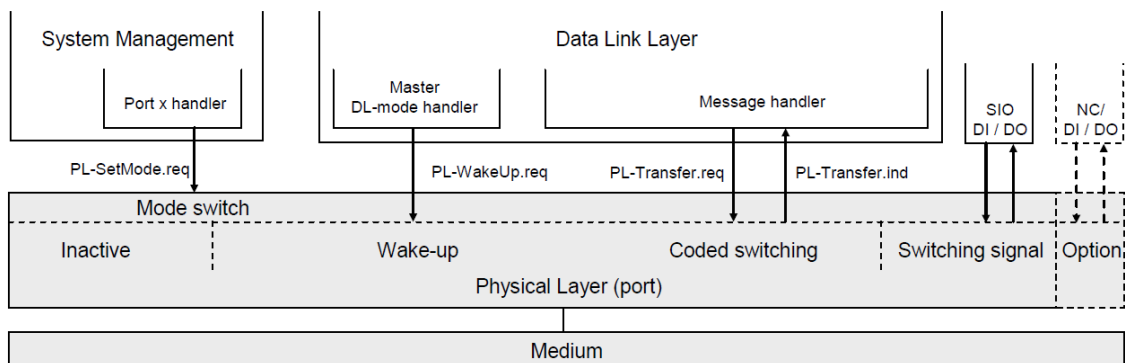 System Management
Data Link Layer
Port x handler
Master
DL-mode handler
Message handler
SIO
DI / DO
NC/
DI / DO
PL-SetMode.req
PL-WakeUp.req
PL-Transfer.req
PL-Transfer.ind
Mode switch
Inactive
Wake-up
Coded switching
Switching signal
Option
Physical Layer (port)
Medium